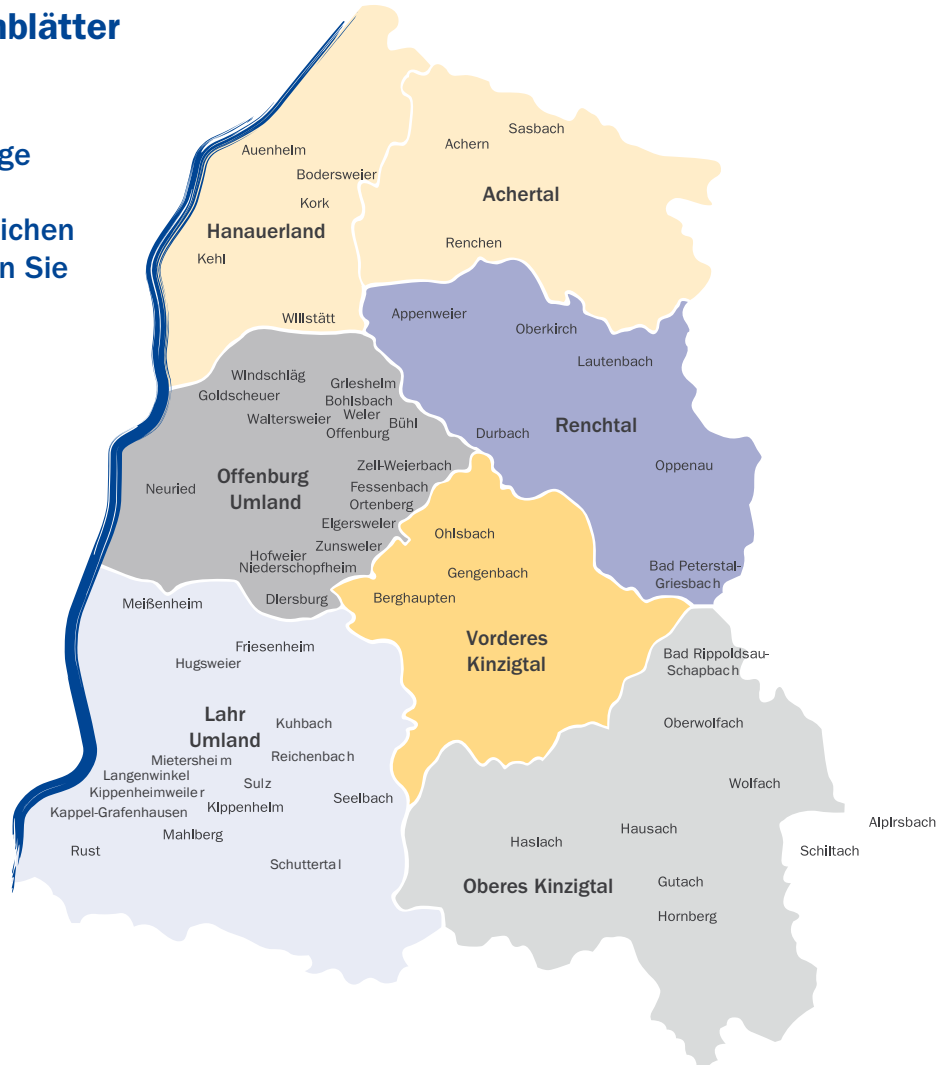 nblätter
ge
ichen
n Sie
Auenheim
Bodersweier
Kork
Hanauerland
Kehl
Willstätt
Sasbach
Achern
Achertal
Renchen
Appenweier
Oberkirch
Lautenbach
Durbach
Renchtal
Oppenau
Bad Peterstal-
Griesbach
Windschläg
Griesheim
Goldscheuer
Bohlsbach
Weier
Waltersweier
Bühl
Offenburg
Zell-Weierbach
Offenburg
Umland
Neuried
Fessenbach
Ortenberg
Elgersweier
Zunsweier
Hofweier
Niederschopfheim
Diersburg
Ohlsbach
Gengenbach
Berghaupten
Vorderes
Kinzigtal
Meißenheim
Friesenheim
Hugsweier
Lahr
Umland
Kuhbach
Reichenbach
Mietersheim
Langenwinkel
Sulz
Kippenheimweiler
Seelbach
Kappel-Grafenhausen
Kippenheim
Mahlberg
Rust
Schuttertal
Bad Rippoldsau-
Schapbach
Oberwolfach
Wolfach
Alpirsbach
Hausach
Haslach
Schiltach
Oberes Kinzigtal
Gutach
Hornberg